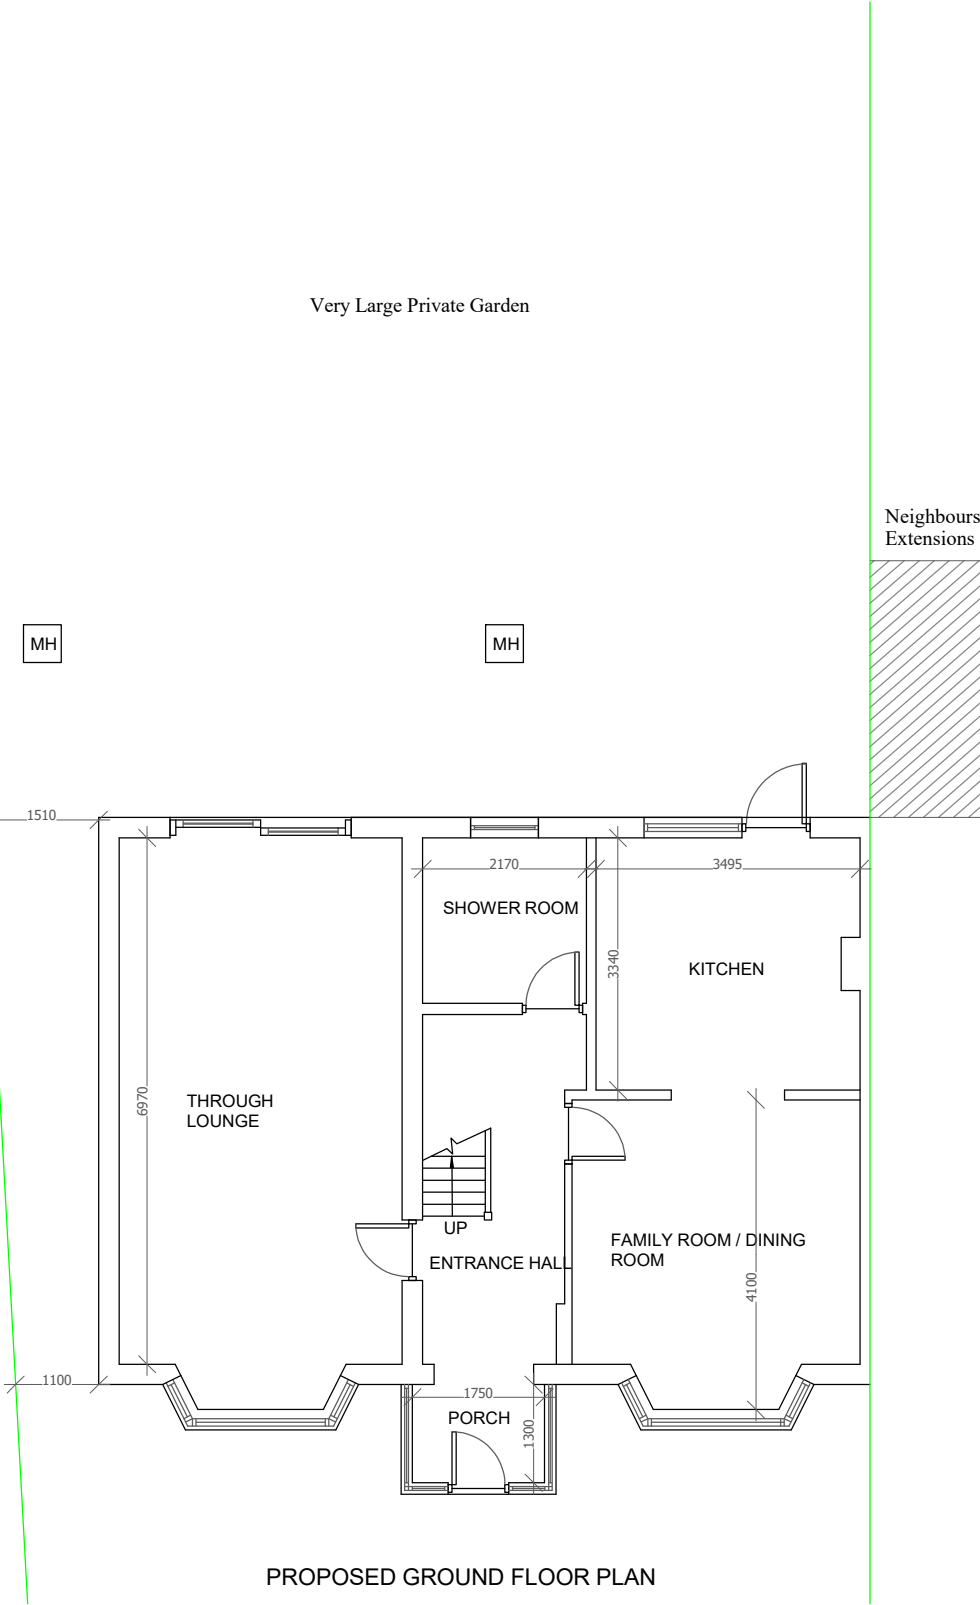 Very Large Private Garden
Neighbours
Extensions
MH
MH
1510
2170
3495
SHOWER ROOM
3340
KITCHEN
6970
THROUGH
LOUNGE
UP
ENTRANCE HALL
FAMILY ROOM / DINING
ROOM
4100
1100
1750
PORCH
1300
PROPOSED GROUND FLOOR PLAN